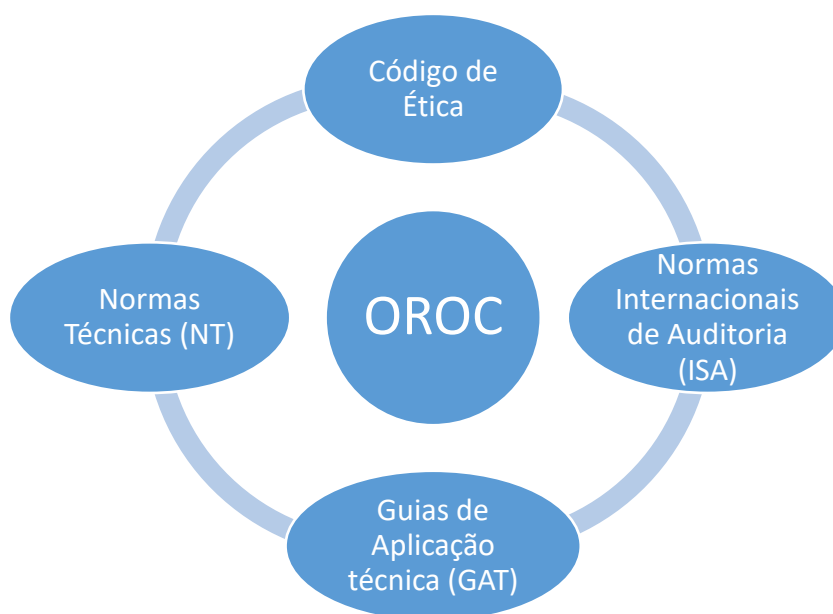 Código de
Ética
Normas
Técnicas (NT)
OROC
Normas
Internacionais
de Auditoria
(ISA)
Guias de
Aplicação
técnica (GAT)